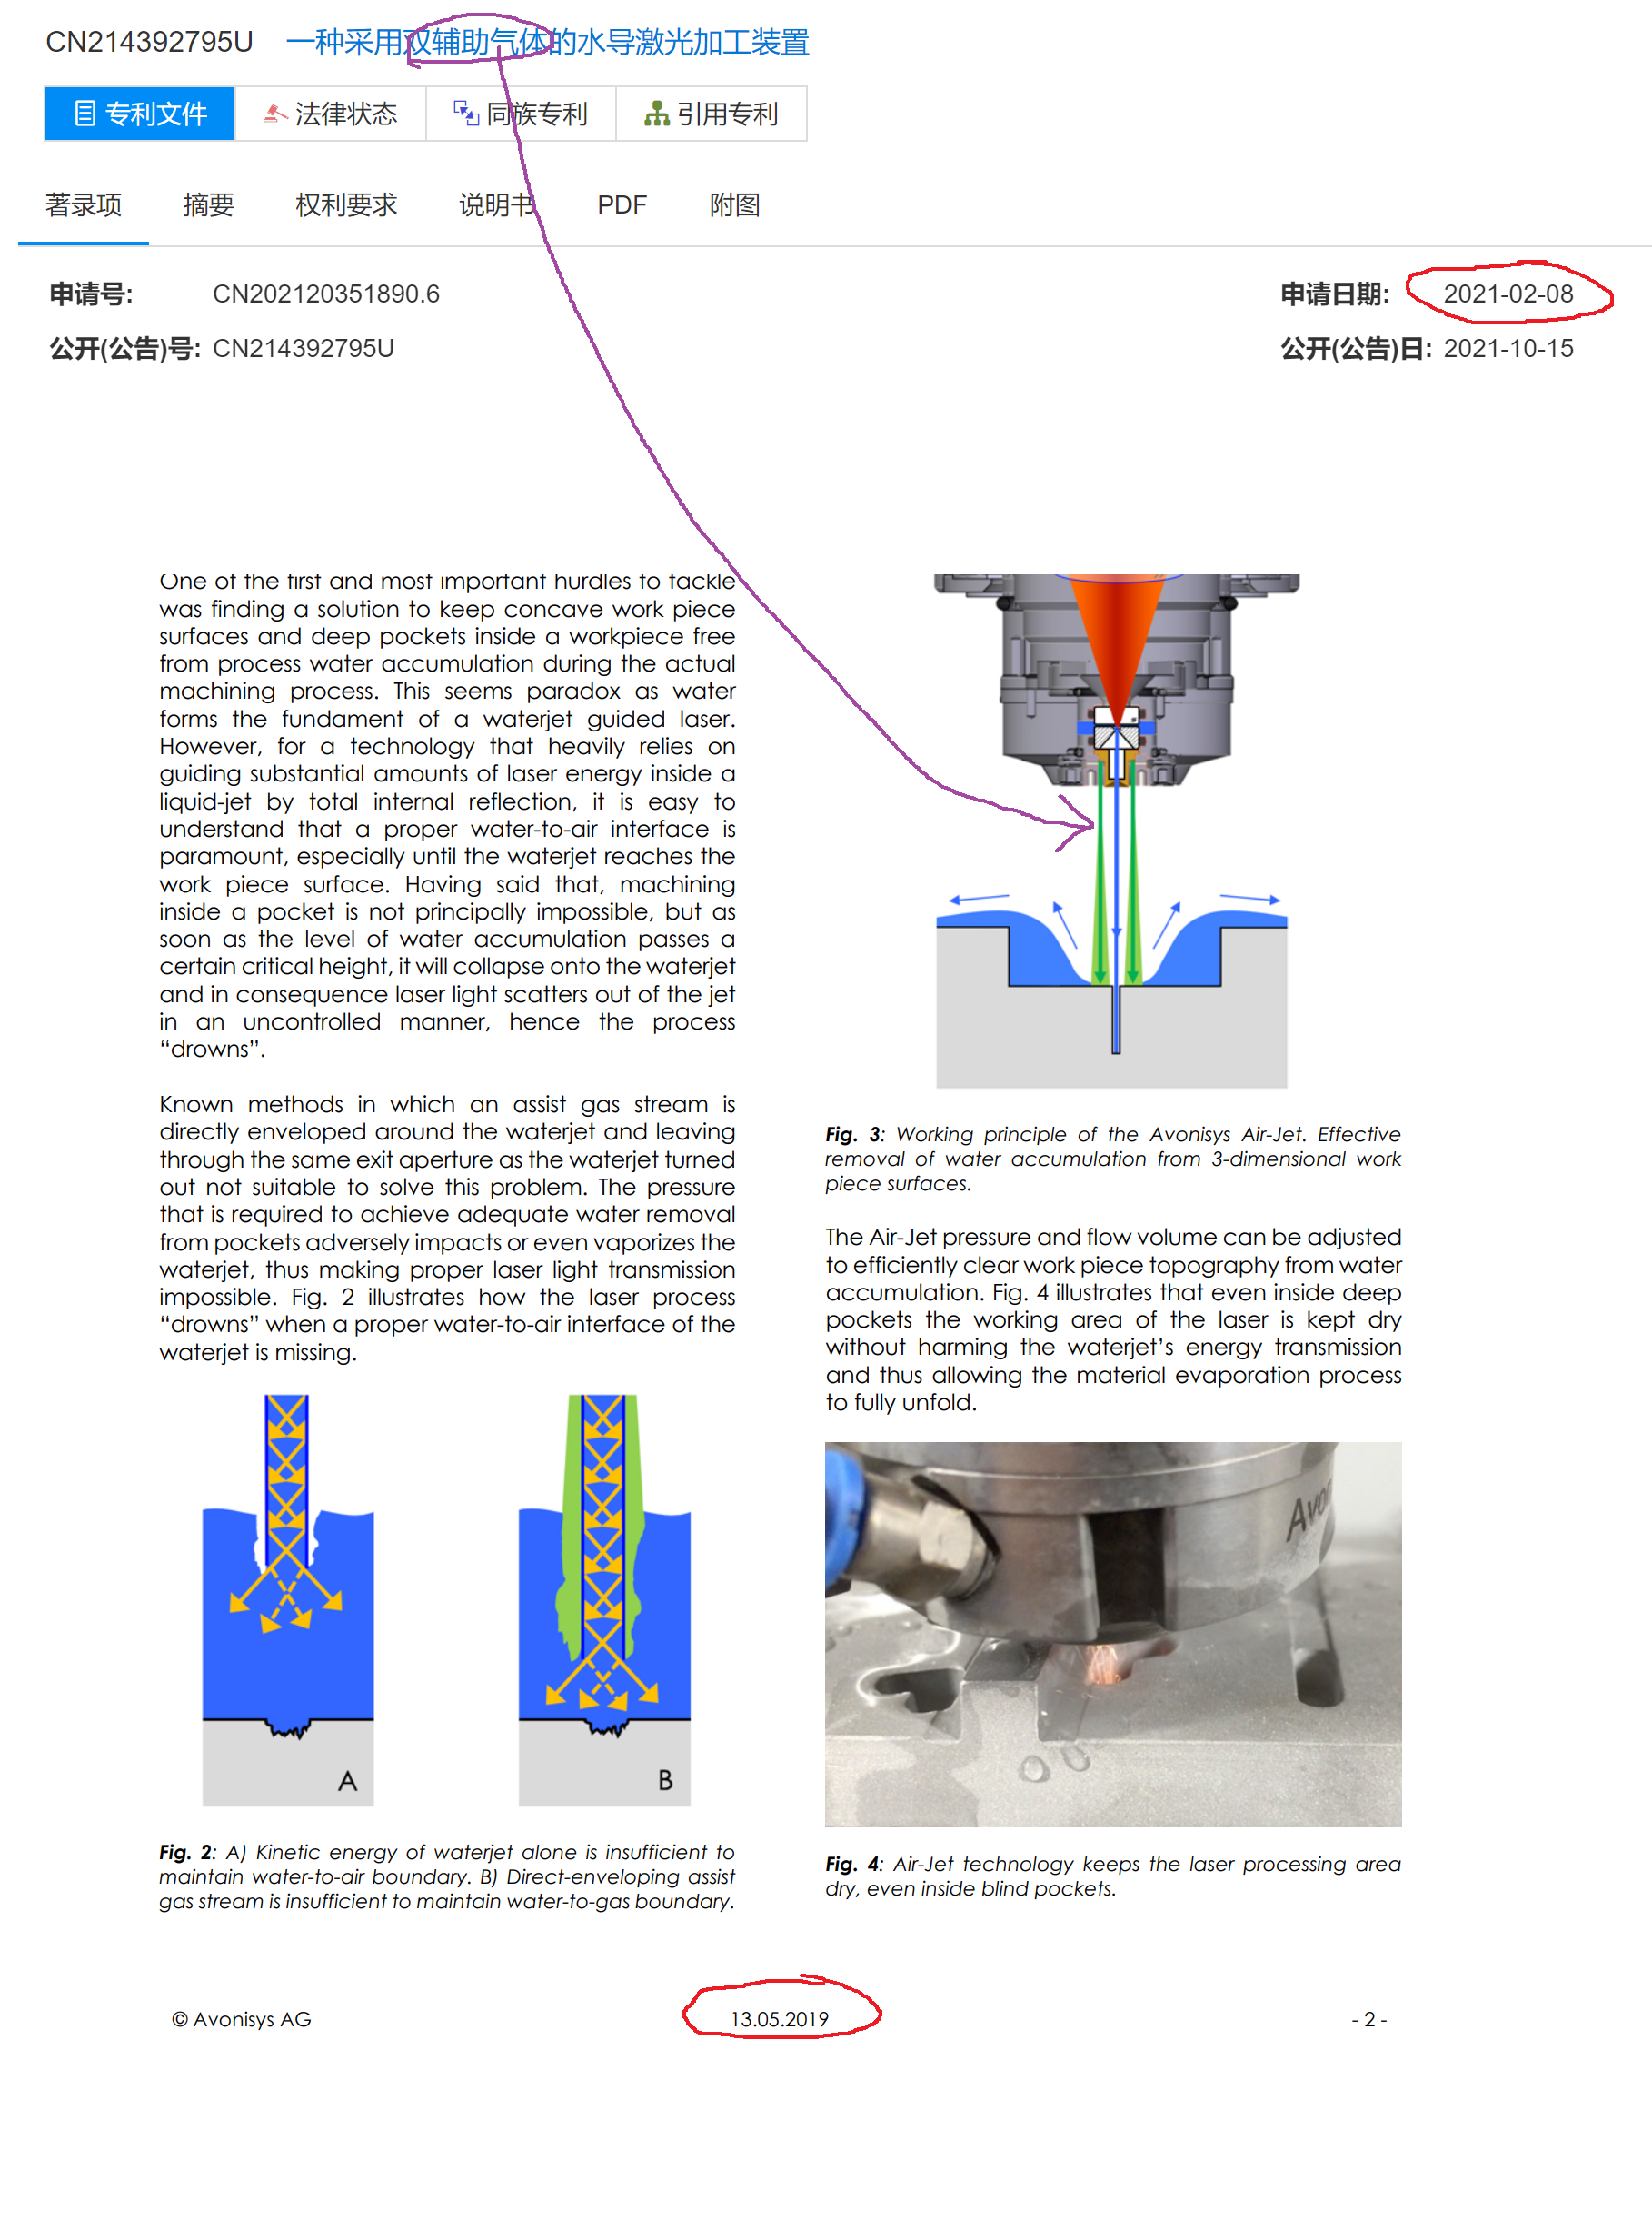 CN214392795U 一种采用双辅助气体的水导激光加工装置
专利文件 法律状态 同族专利 引用专利
著录项 摘要 权利要求 说明书 PDF 附图
申请号: CN202120351890.6 申请日期: 2021-02-08
公开(公告)号: CN214392795U 公开(公告)日: 2021-10-15
One of the first and most important hurdles to tackle
was finding a solution to keep concave work piece
surfaces and deep pockets inside a workpiece free
from process water accumulation during the actual
machining process. This seems paradox as water
forms the fundament of a waterjet guided laser.
However, for a technology that heavily relies on
guiding substantial amounts of laser energy inside a
liquid-jet by total internal reflection, it is easy to
understand that a proper water-to-air interface is
paramount, especially until the waterjet reaches the
work piece surface. Having said that, machining
inside a pocket is not principally impossible, but as
soon as the level of water accumulation passes a
certain critical height, it will collapse onto the waterjet
and in consequence laser light scatters out of the jet
in an uncontrolled manner, hence the process
“drowns”.
Known methods in which an assist gas stream is
directly enveloped around the waterjet and leaving
through the same exit aperture as the waterjet turned
out not suitable to solve this problem. The pressure
that is required to achieve adequate water removal
from pockets adversely impacts or even vaporizes the
waterjet, thus making proper laser light transmission
impossible. Fig. 2 illustrates how the laser process
“drowns” when a proper water-to-air interface of the
waterjet is missing.
A B
Fig. 2: A) Kinetic energy of waterjet alone is insufficient to
maintain water-to-air boundary. B) Direct-enveloping assist
gas stream is insufficient to maintain water-to-gas boundary.
Fig. 3: Working principle of the Avonisys Air-Jet. Effective
removal of water accumulation from 3-dimensional work
piece surfaces.
The Air-Jet pressure and flow volume can be adjusted
to efficiently clear work piece topography from water
accumulation. Fig. 4 illustrates that even inside deep
pockets the working area of the laser is kept dry
without harming the waterjet’s energy transmission
and thus allowing the material evaporation process
to fully unfold.
Avo
Fig. 4: Air-Jet technology keeps the laser processing area
dry, even inside blind pockets.
© Avonisys AG 13.05.2019 - 2 -